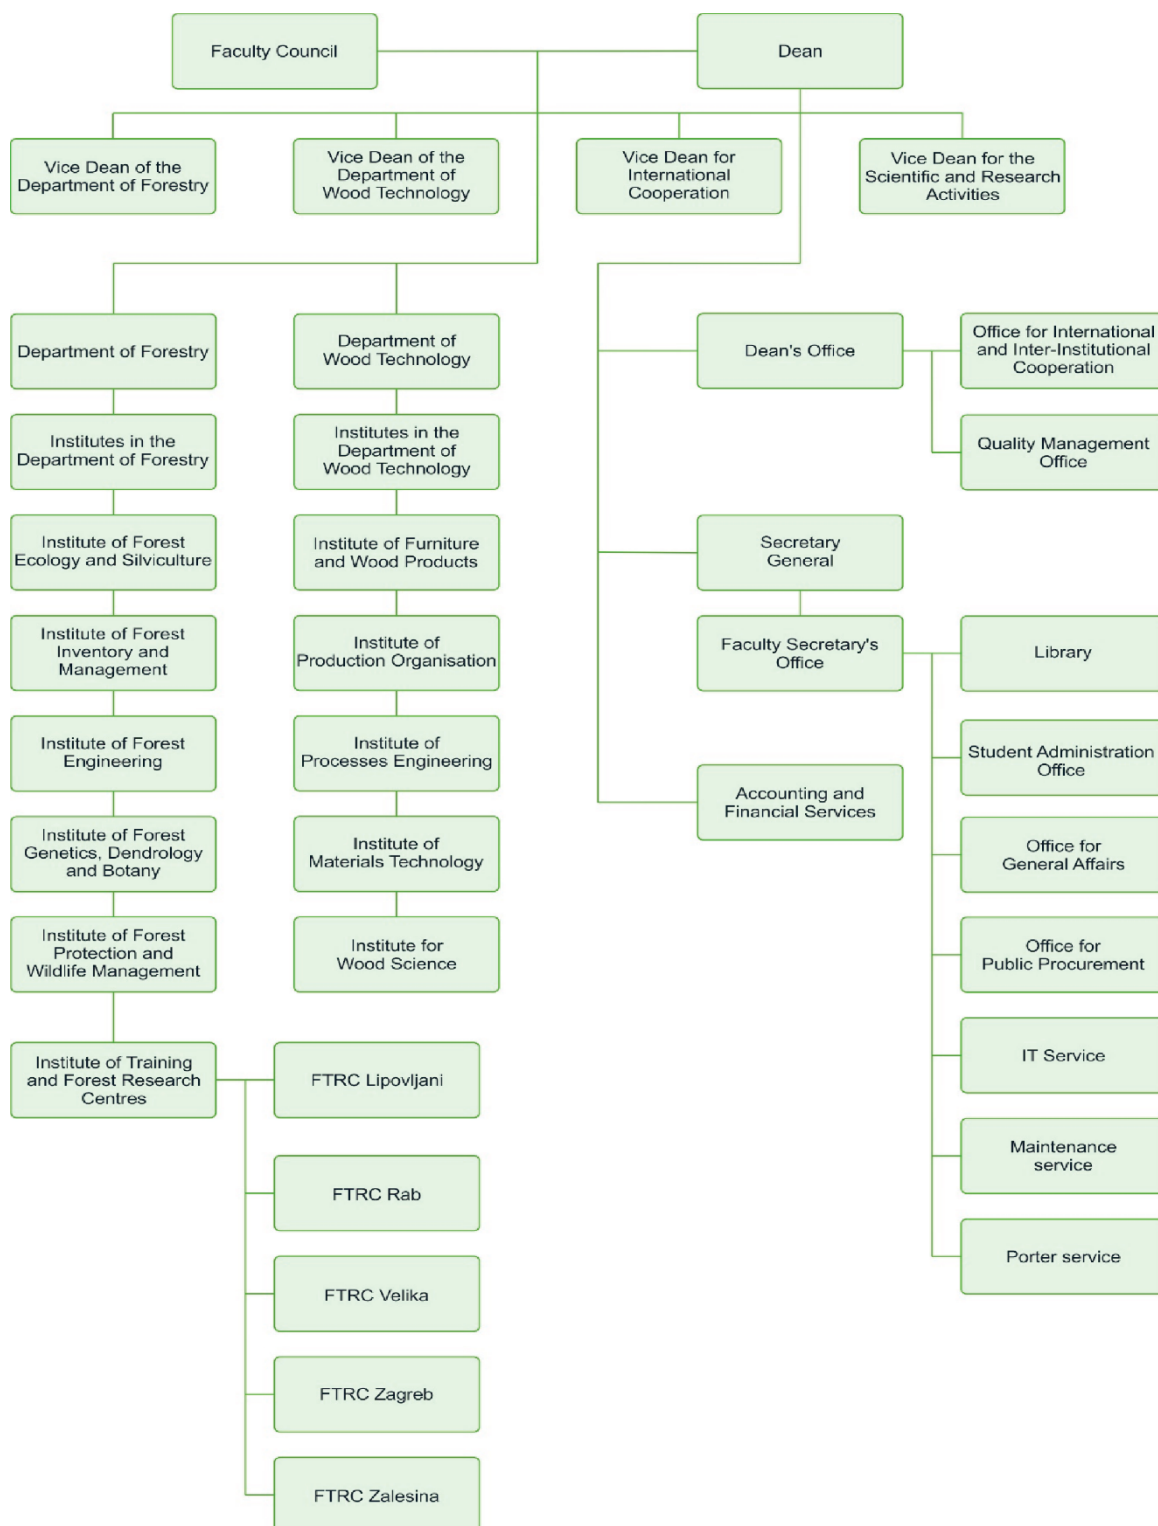 Faculty Council
Dean
Vice Dean of the
Department of Forestry
Vice Dean of the
Department of
Wood Technology
Vice Dean for
International
Cooperation
Vice Dean for the
Scientific and Research
Activities
Department of Forestry
Department of
Wood Technology
Dean's Office
Office for International
and Inter-Institutional
Cooperation
Institutes in the
Department of Forestry
Institutes in the
Department of
Wood Technology
Quality Management
Office
Institute of Forest
Ecology and Silviculture
Institute of Furniture
and Wood Products
Secretary
General
Institute of Forest
Inventory and
Management
Institute of
Production Organisation
Faculty Secretary's
Office
Library
Institute of Forest
Engineering
Institute of
Processes Engineering
Student Administration
Office
Accounting and
Financial Services
Institute of Forest
Genetics, Dendrology
and Botany
Institute of
Materials Technology
Office for
General Affairs
Institute of Forest
Protection and
Wildlife Management
Institute for
Wood Science
Office for
Public Procurement
Institute of Training
and Forest Research
Centres
FTRC Lipovljani
IT Service
Maintenance
service
FTRC Rab
Porter service
FTRC Velika
FTRC Zagreb
FTRC Zalesina